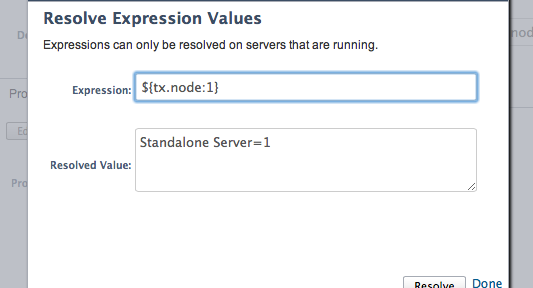 Resolve Expression Values
Expressions can only be resolved on servers that are running.
Expression: ${tx.node:1}
Resolved Value: Standalone Server=1
Resolve Done